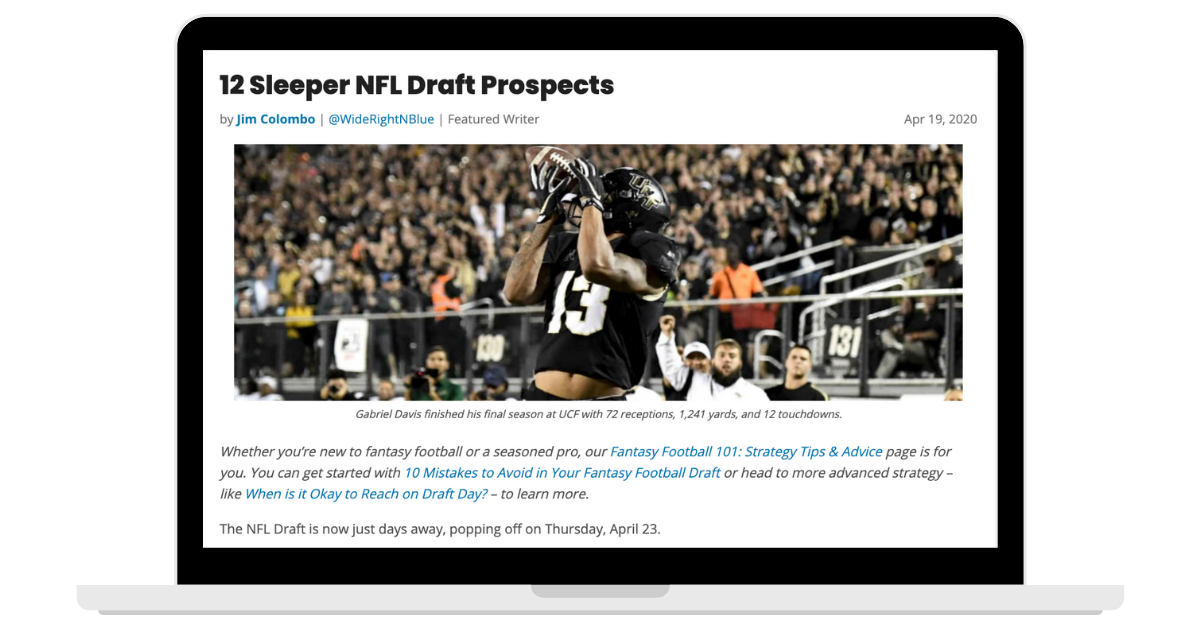 12 Sleeper NFL Draft Prospects
by Jim Colombo | @WideRightNBlue | Featured Writer Apr 19, 2020
UCF
13
130
131
Gabriel Davis finished his final season at UCF with 72 receptions, 1,241 yards, and 12 touchdowns.
Whether you’re new to fantasy football or a seasoned pro, our Fantasy Football 101: Strategy Tips & Advice page is for
you. You can get started with 10 Mistakes to Avoid in Your Fantasy Football Draft or head to more advanced strategy –
like When is it Okay to Reach on Draft Day? – to learn more.
The NFL Draft is now just days away, popping off on Thursday, April 23.